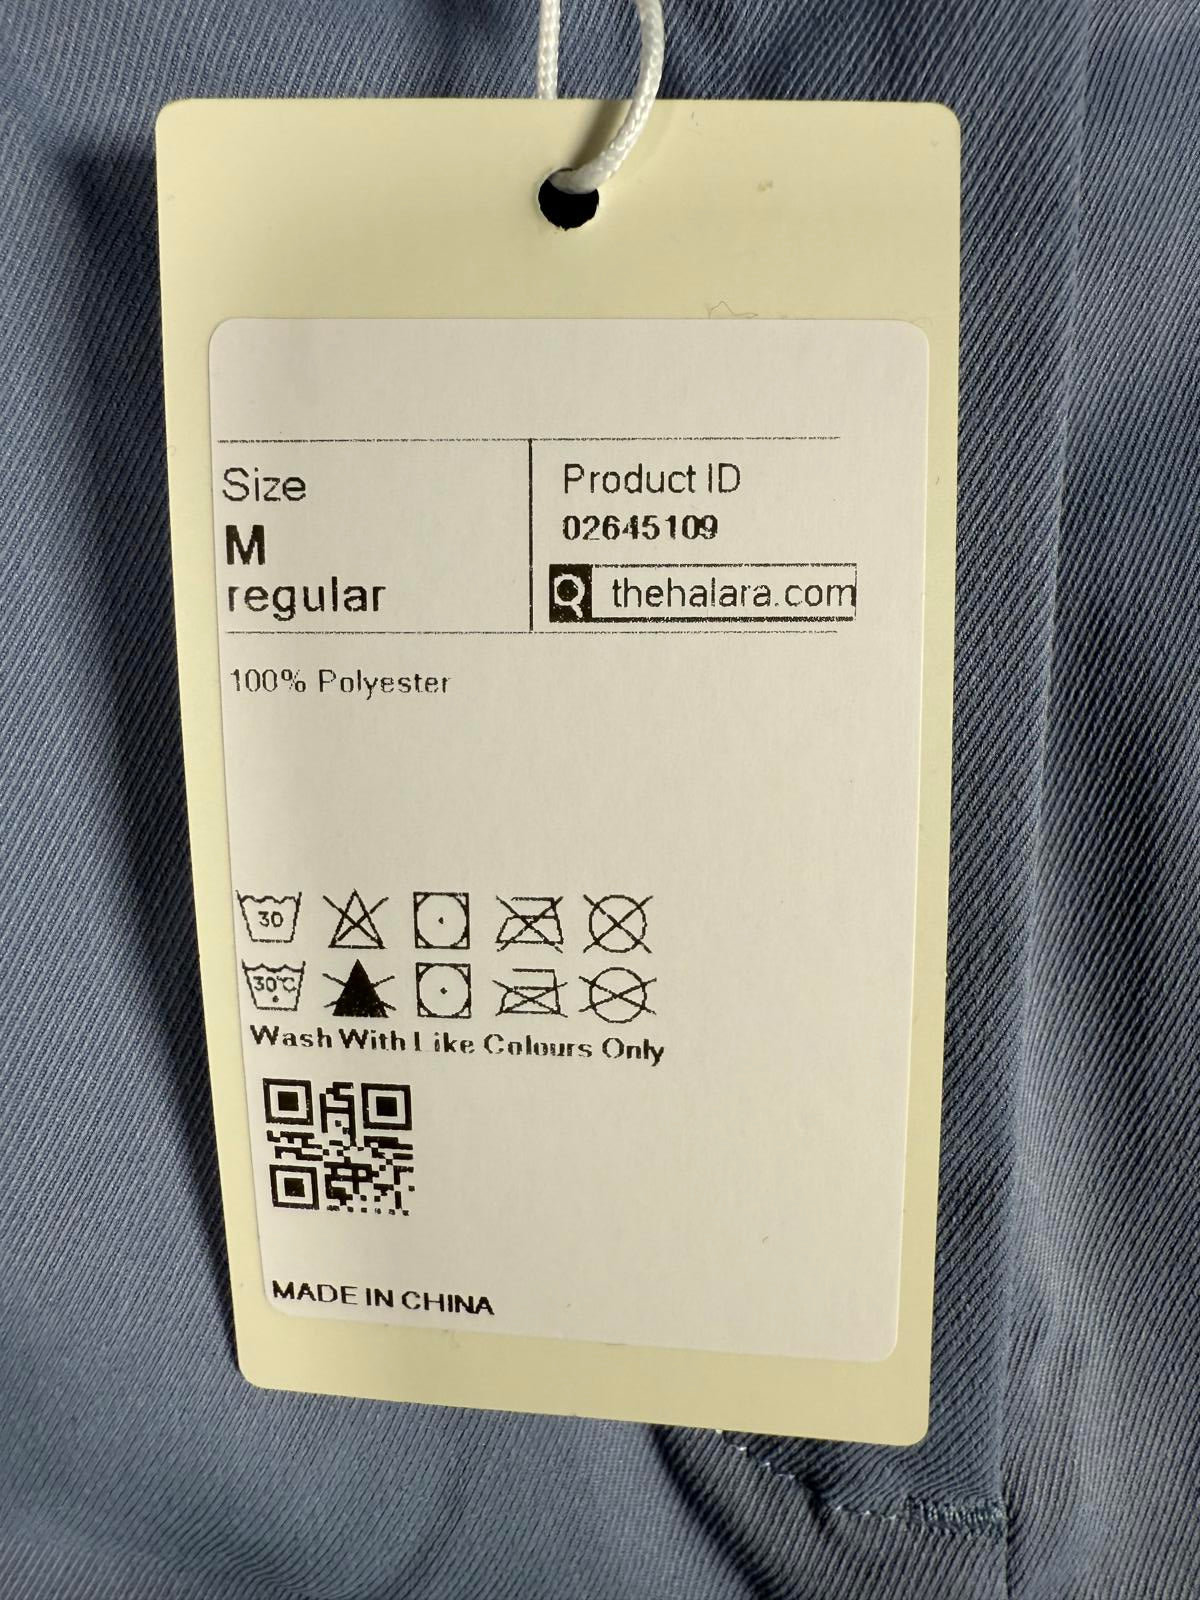 Size
M
regular
Product ID
02645109
thehalara.com
100% Polyester
30
30°C
Wash With Like Colours Only
MADE IN CHINA